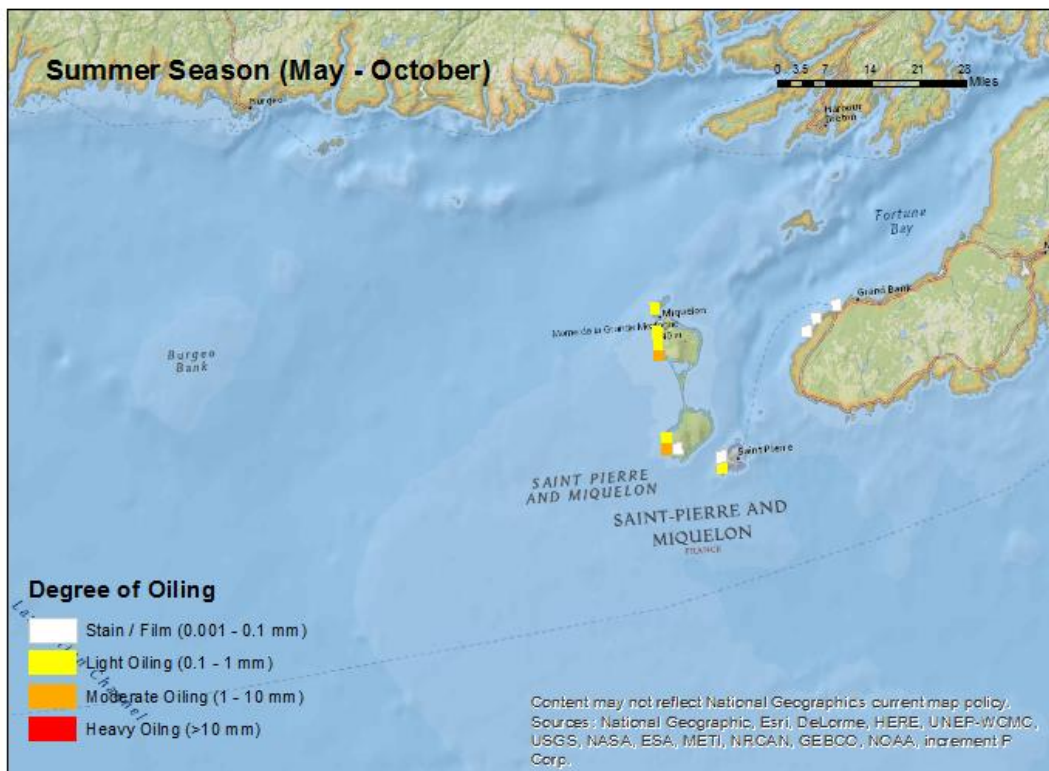 Summer Season (May - October)
0 3.5 7 14 21 28
Miles
Burgeo
Harbour
Breton
Fortune
Bay
Grand Bank
Miquelon
Morne de la Grande
Burgeo
Bank
Saint Pierre
SAINT PIERRE
AND MIQUELON
SAINT-PIERRE AND
MIQUELON
FRANCE
Degree of Oiling
Stain / Film (0.001 - 0.1 mm)
Light Oiling (0.1 - 1 mm)
Moderate Oiling (1 - 10 mm)
Heavy Oilng (>10 mm)
Channel
Content may not reflect National Geographic's current map policy.
Sources: National Geographic, Esri, DeLorme, HERE, UNEP-WCMC,
USGS, NASA, ESA, METI, NRCAN, GEBCO, NOAA, increment P
Corp.